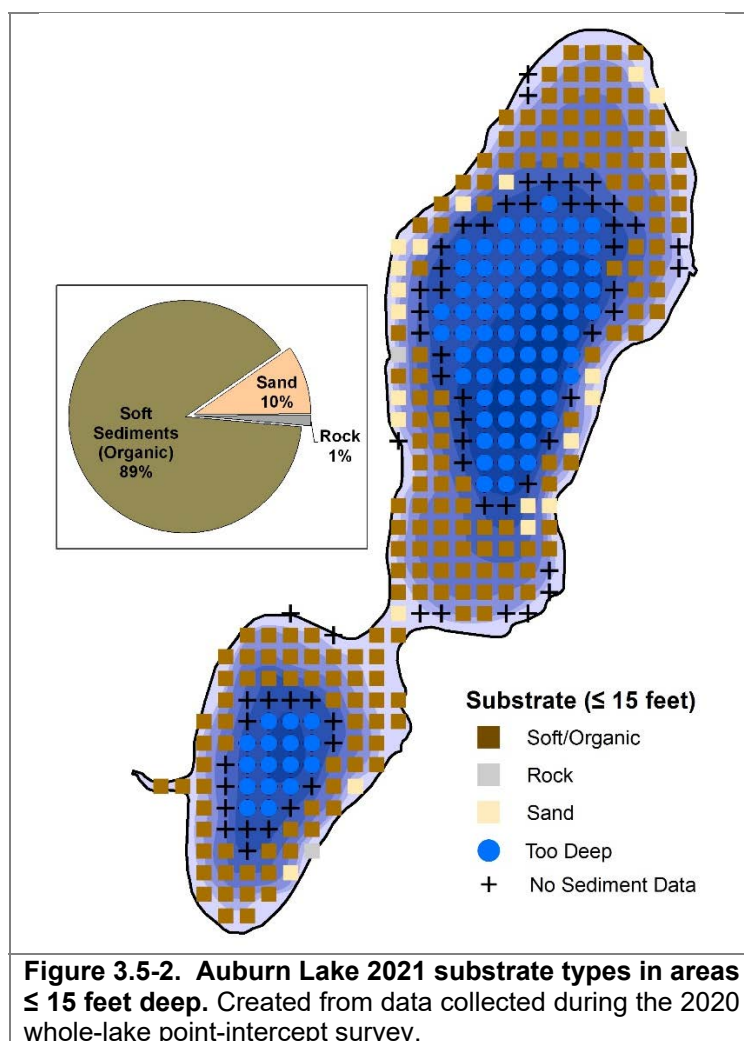 Soft
Sediments
(Organic)
89%
Sand
10%
Rock
1%
Substrate (≤ 15 feet)
Soft/Organic
Rock
Sand
Too Deep
No Sediment Data
Figure 3.5-2. Auburn Lake 2021 substrate types in areas
≤ 15 feet deep. Created from data collected during the 2020
whole-lake point-intercept survey.